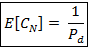 E[C_N] = 1/P_d